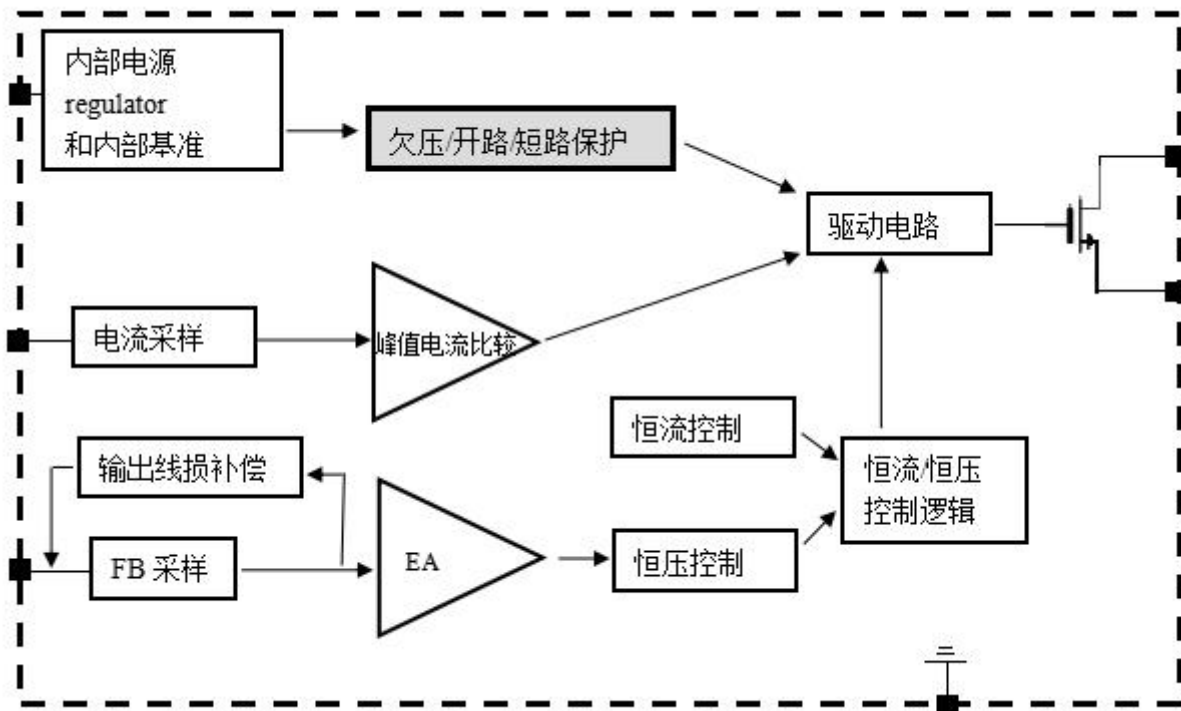 内部电源
regulator
和内部基准
欠压/开路/短路保护
驱动电路
电流采样
峰值电流比较
恒流控制
输出线损补偿
恒流/恒压
控制逻辑
FB 采样
EA
恒压控制